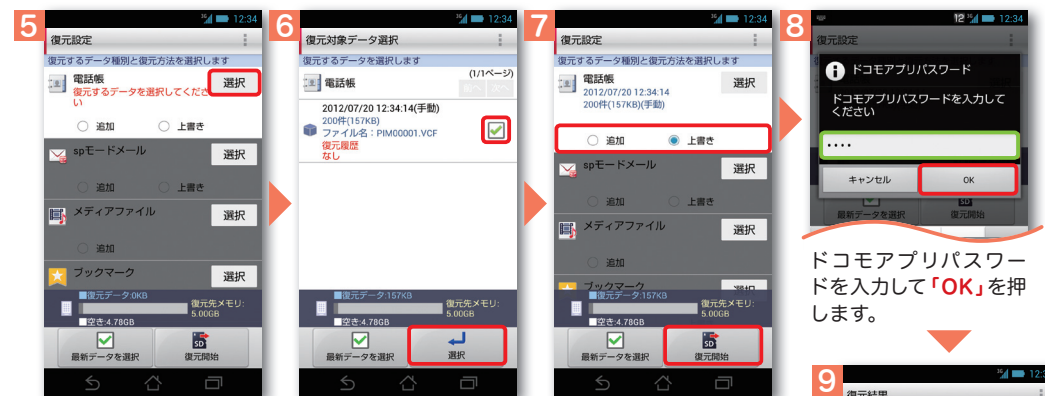 5
3G 12:34
復元設定
復元するデータ種別と復元方法を選択します
電話帳
復元するデータを選択してくださ
い
選択
追加 上書き
spモードメール
選択
追加 上書き
メディアファイル
選択
追加
ブックマーク
選択
■復元データ:0KB
復元先メモリ:
5.00GB
□空き:4.78GB
最新データを選択
SD
復元開始
6
3G 12:34
復元対象データ選択
復元するデータを選択します
電話帳
(1/1ページ)
前へ 次へ
2012/07/20 12:34:14(手動)
200件(157KB)
ファイル名：PIM00001.VCF
復元履歴
なし
■復元データ:157KB
復元先メモリ:
5.00GB
□空き:4.78GB
最新データを選択
選択
7
3G 12:34
復元設定
復元するデータ種別と復元方法を選択します
電話帳
2012/07/20 12:34:14
200件(157KB)(手動)
選択
追加 上書き
spモードメール
選択
追加 上書き
メディアファイル
選択
追加
ブックマーク
選択
■復元データ:157KB
復元先メモリ:
5.00GB
□空き:4.78GB
最新データを選択
SD
復元開始
8
12 3G 12:34
復元設定
ドコモアプリパスワード
ドコモアプリパスワードを入力して
ください
••••
キャンセル
OK
最新データを選択
SD
復元開始
ドコモアプリパスワー
ドを入力して「OK」を押
します。
9
3G 12:3
復元結果